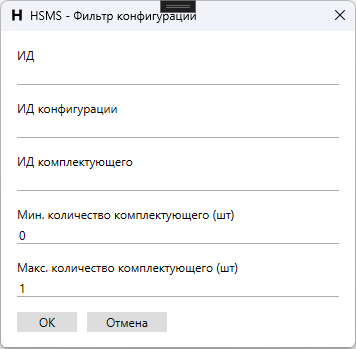 H HSMS - Фильтр конфигурации
ИД
ИД конфигурации
ИД комплектующего
Мин. количество комплектующего (шт)
0
Макс. количество комплектующего (шт)
1
ОК Отмена